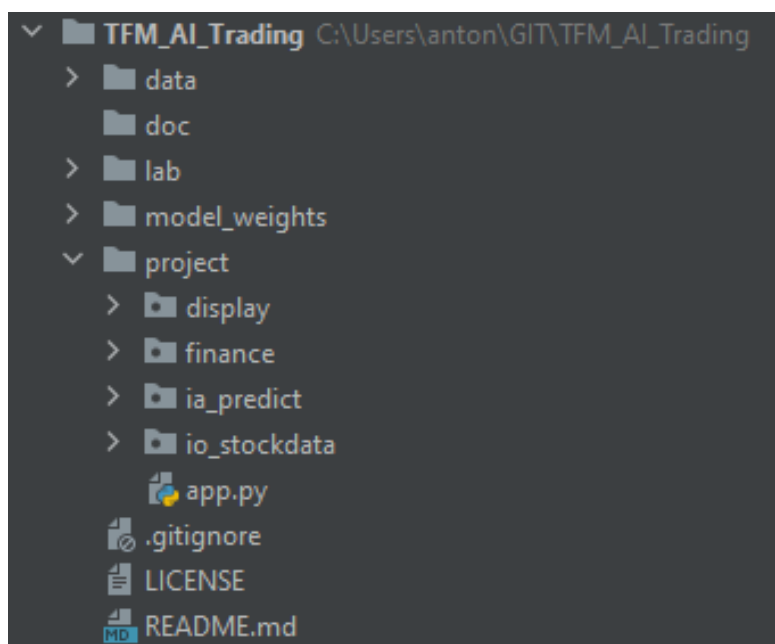 TFM_AI_Trading C:\Users\anton\GIT\TFM_AI_Trading
data
doc
lab
model_weights
project
display
finance
ia_predict
io_stockdata
app.py
.gitignore
LICENSE
MD README.md